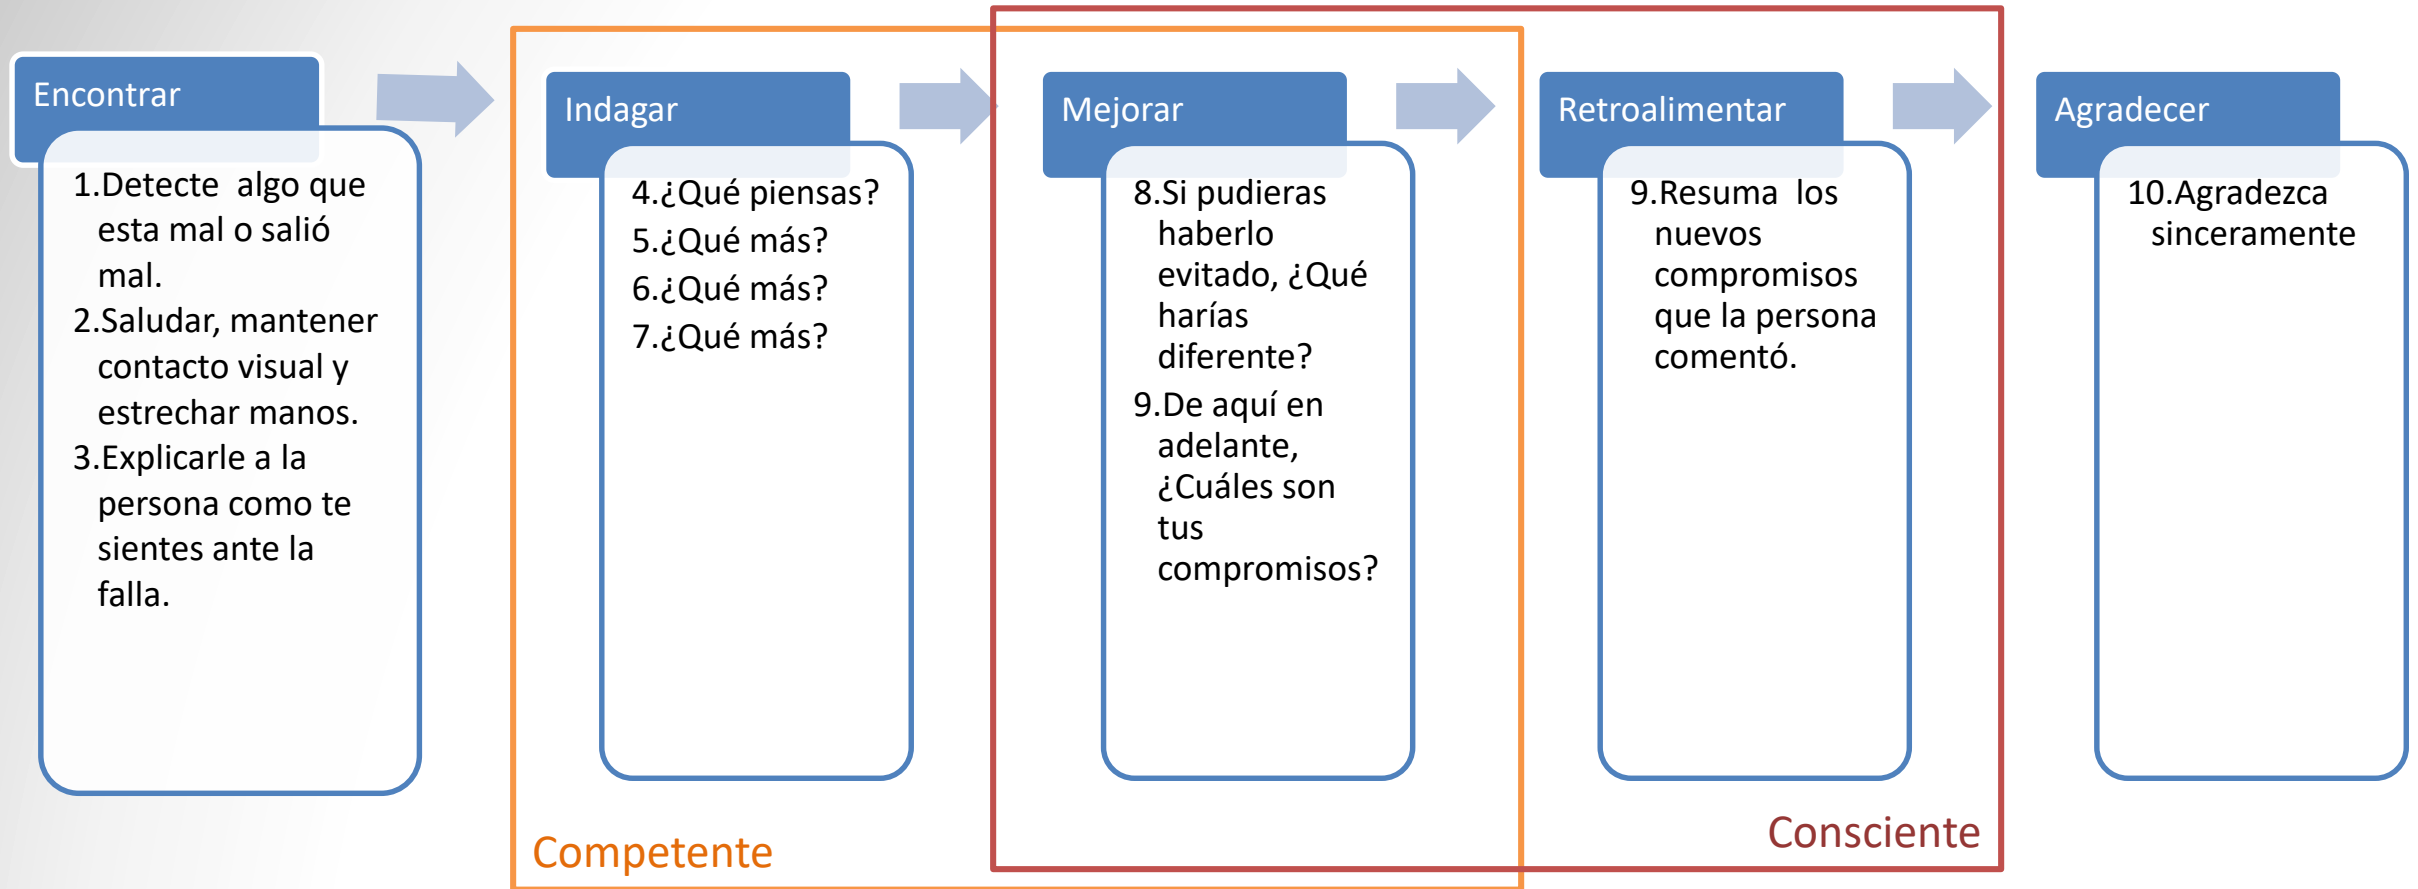 Encontrar
1.Detecte  algo que
esta mal o salió
mal.
2.Saludar, mantener
contacto visual y
estrechar manos.
3.Explicarle a la
persona como te
sientes ante la
falla.
Indagar
4.¿Qué piensas?
5.¿Qué más?
6.¿Qué más?
7.¿Qué más?
Mejorar
8.Si pudieras
haberlo
evitado, ¿Qué
harías
diferente?
9.De aquí en
adelante,
¿Cuáles son
tus
compromisos?
Retroalimentar
9.Resuma  los
nuevos
compromisos
que la persona
comentó.
Agradecer
10.Agradezca
sinceramente
Competente
Consciente